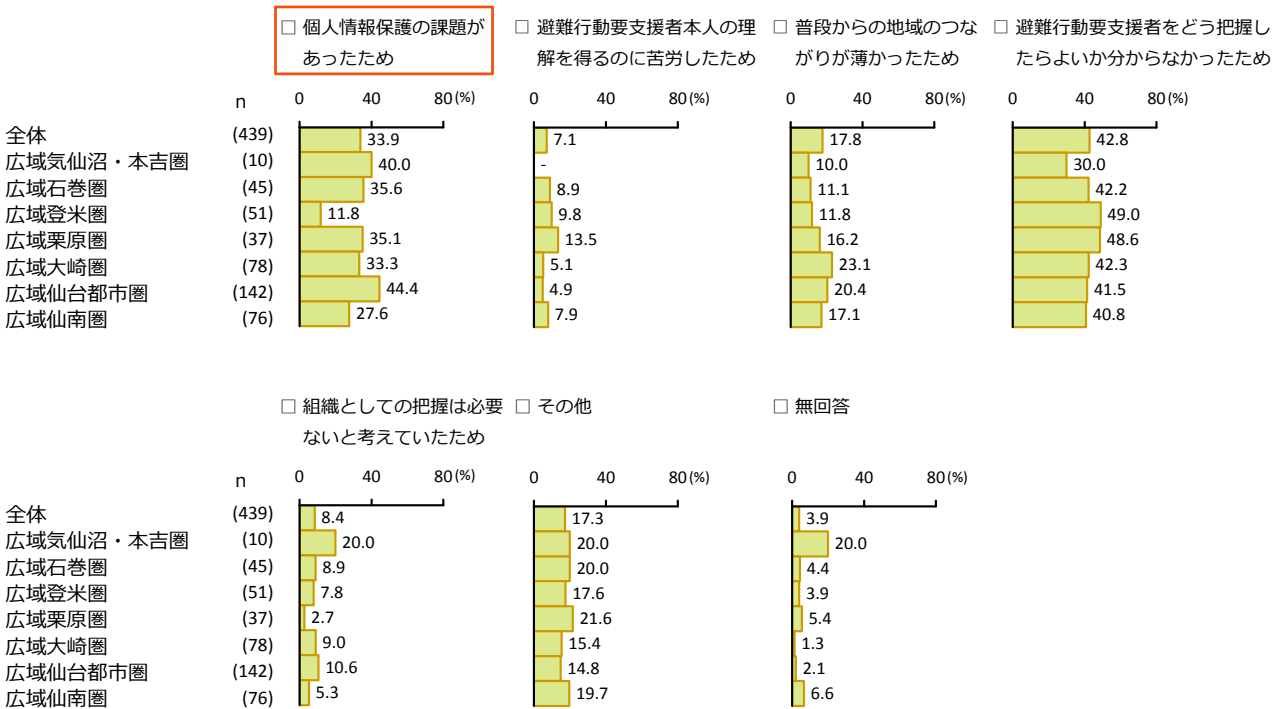 □ 個人情報保護の課題が
あったため
□ 避難行動要支援者本人の理
解を得るのに苦労したため
□ 普段からの地域のつな
がりが薄かったため
□ 避難行動要支援者をどう把握し
たらよいか分からなかったため
n 0 40 80(%) 0 40 80(%) 0 40 80(%) 0 40 80(%)
全体 (439) 33.9 7.1 17.8 42.8
広域気仙沼・本吉圏 (10) 40.0 - 10.0 30.0
広域石巻圏 (45) 35.6 8.9 11.1 42.2
広域登米圏 (51) 11.8 9.8 11.8 49.0
広域栗原圏 (37) 35.1 13.5 16.2 48.6
広域大崎圏 (78) 33.3 5.1 23.1 42.3
広域仙台都市圏 (142) 44.4 4.9 20.4 41.5
広域仙南圏 (76) 27.6 7.9 17.1 40.8
□ 組織としての把握は必要
ないと考えていたため
□ その他
□ 無回答
n 0 40 80(%) 0 40 80(%) 0 40 80(%)
全体 (439) 8.4 17.3 3.9
広域気仙沼・本吉圏 (10) 20.0 20.0 20.0
広域石巻圏 (45) 8.9 20.0 4.4
広域登米圏 (51) 7.8 17.6 3.9
広域栗原圏 (37) 2.7 21.6 5.4
広域大崎圏 (78) 9.0 15.4 1.3
広域仙台都市圏 (142) 10.6 14.8 2.1
広域仙南圏 (76) 5.3 19.7 6.6